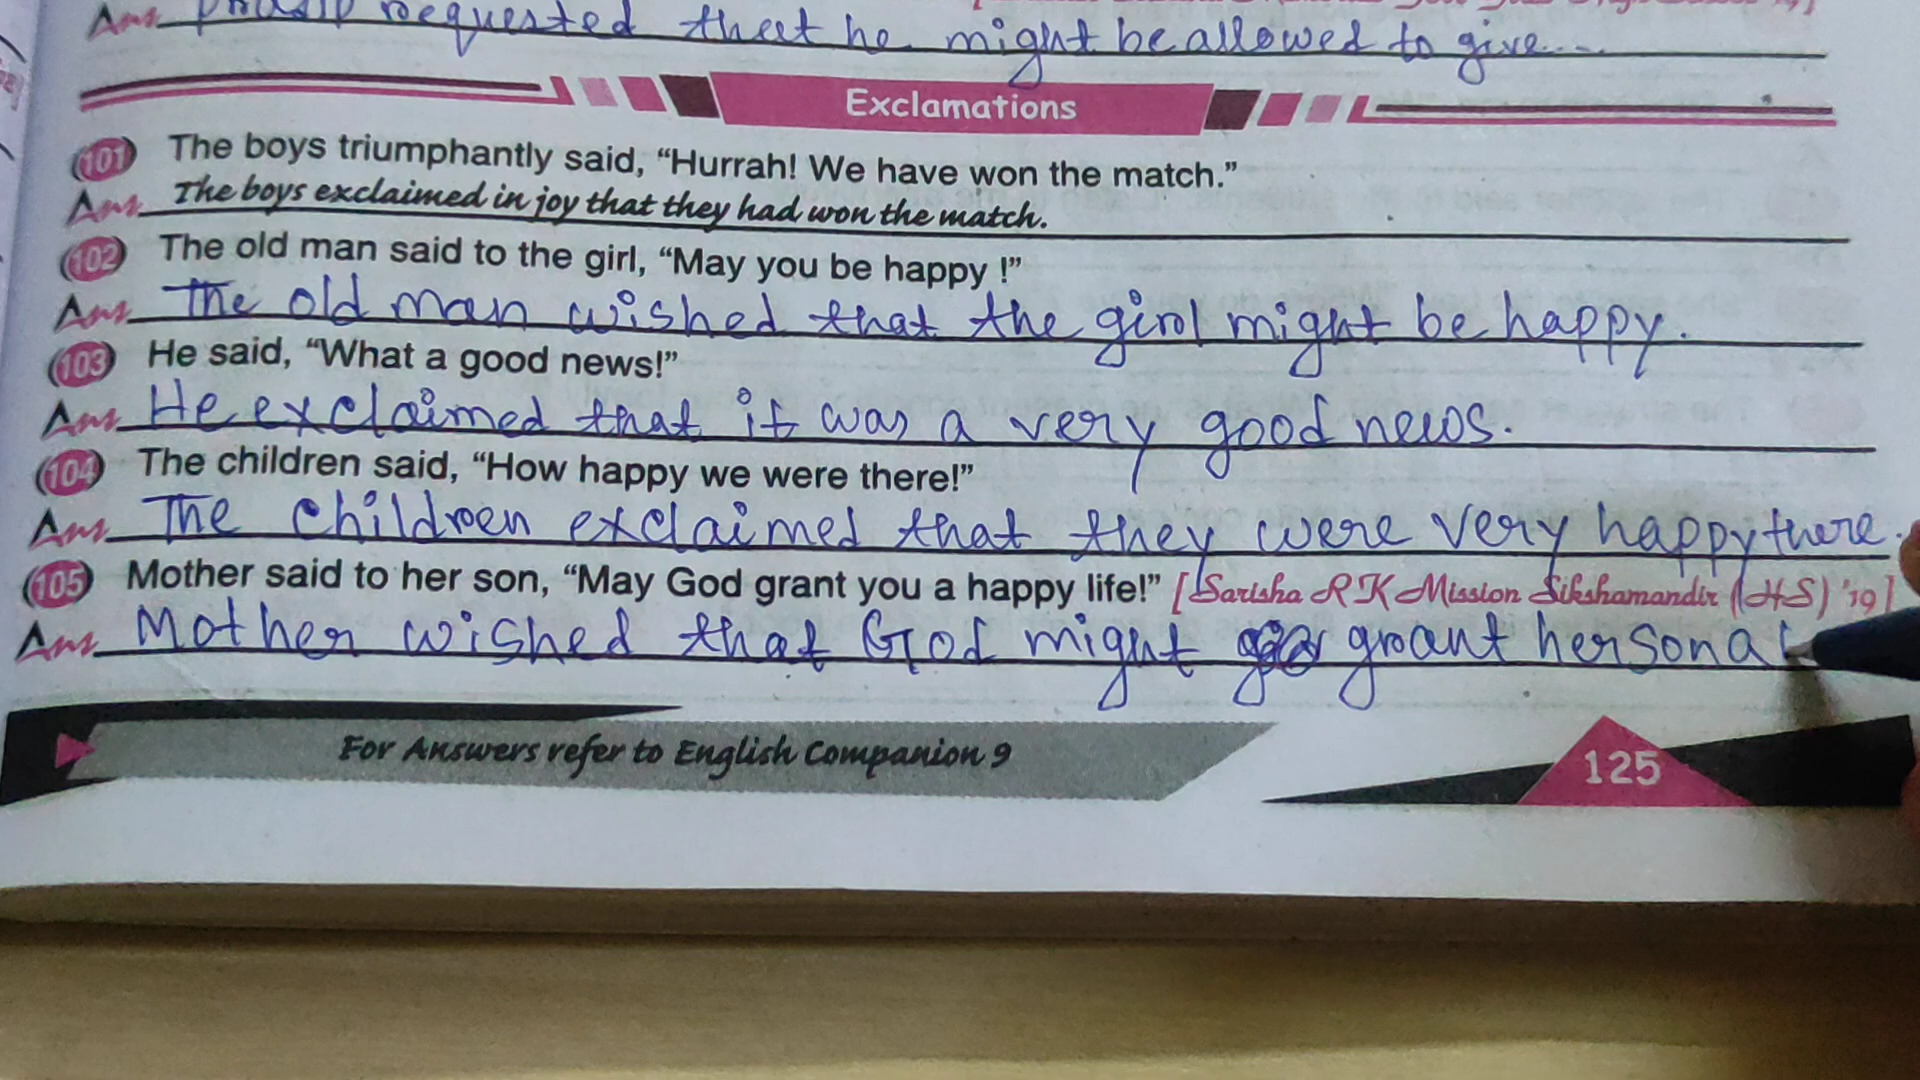 Ans requested that he might be allowed to give...
Exclamations
101 The boys triumphantly said, “Hurrah! We have won the match.”
Ans The boys exclaimed in joy that they had won the match.
102 The old man said to the girl, “May you be happy !”
Ans The old man wished that the girl might be happy.
103 He said, “What a good news!”
Ans He exclaimed that it was a very good news.
104 The children said, “How happy we were there!”
Ans The children exclaimed that they were very happy there.
105 Mother said to her son, “May God grant you a happy life!” [Sarisha R K Mission Sikshamandir (HS) '19]
Ans Mother wished that God might grant her son a
For Answers refer to English Companion 9
125